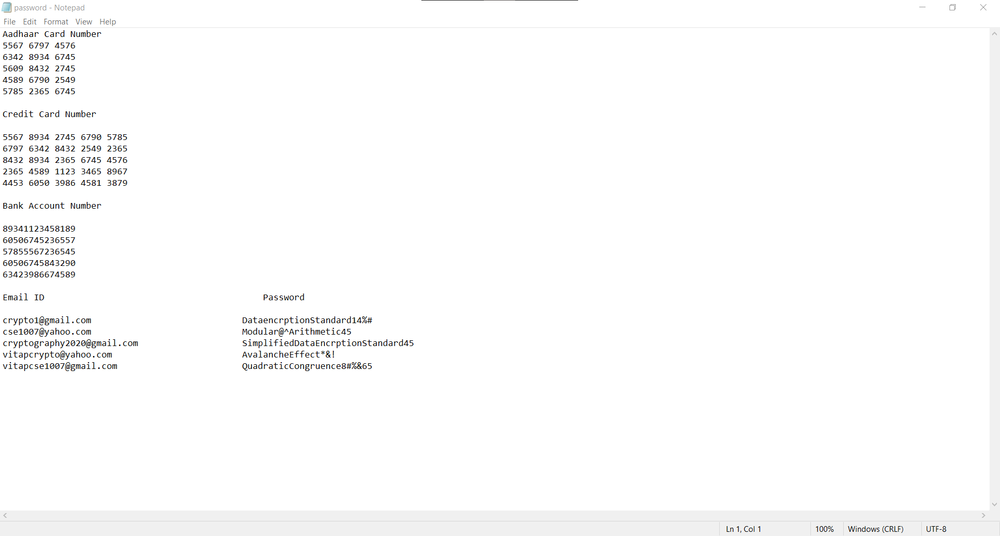 password - Notepad
File Edit Format View Help
Aadhaar Card Number
5567 6797 4576
6342 8934 6745
5609 8432 2745
4589 6790 2549
5785 2365 6745
Credit Card Number
5567 8934 2745 6790 5785
6797 6342 8432 2549 2365
8432 8934 2365 6745 4576
2365 4589 1123 3465 8967
4453 6050 3986 4581 3879
Bank Account Number
89341123458189
60506745236557
57855567236545
60506745843290
63423986674589
Email ID Password
crypto1@gmail.com DataencrptionStandard14%#
cse1007@yahoo.com Modular@^Arithmetic45
cryptography2020@gmail.com SimplifiedDataEncrptionStandard45
vitapcrypto@yahoo.com AvalancheEffect*&!
vitapcse1007@gmail.com QuadraticCongruence8#%&65
Ln 1, Col 1 100% Windows (CRLF) UTF-8